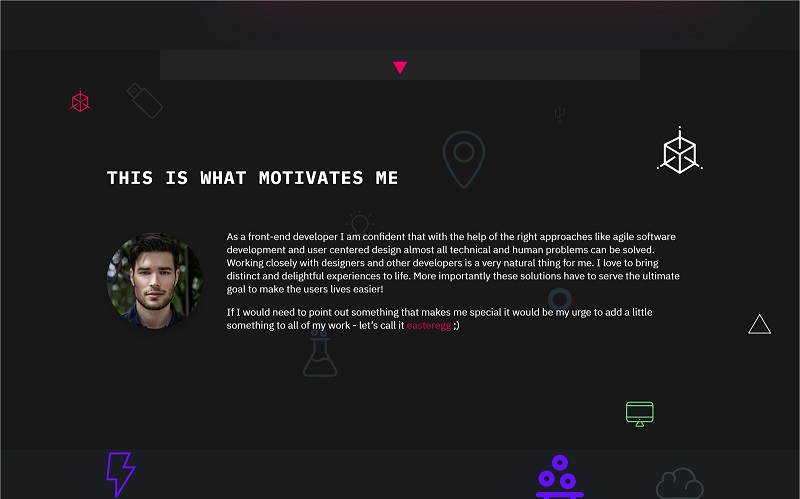 THIS IS WHAT MOTIVATES ME
As a front-end developer I am confident that with the help of the right approaches like agile software
development and user centered design almost all technical and human problems can be solved.
Working closely with designers and other developers is a very natural thing for me. I love to bring
distinct and delightful experiences to life. More importantly these solutions have to serve the ultimate
goal to make the users lives easier!
If I would need to point out something that makes me special it would be my urge to add a little
something to all of my work - let's call it easteregg ;)